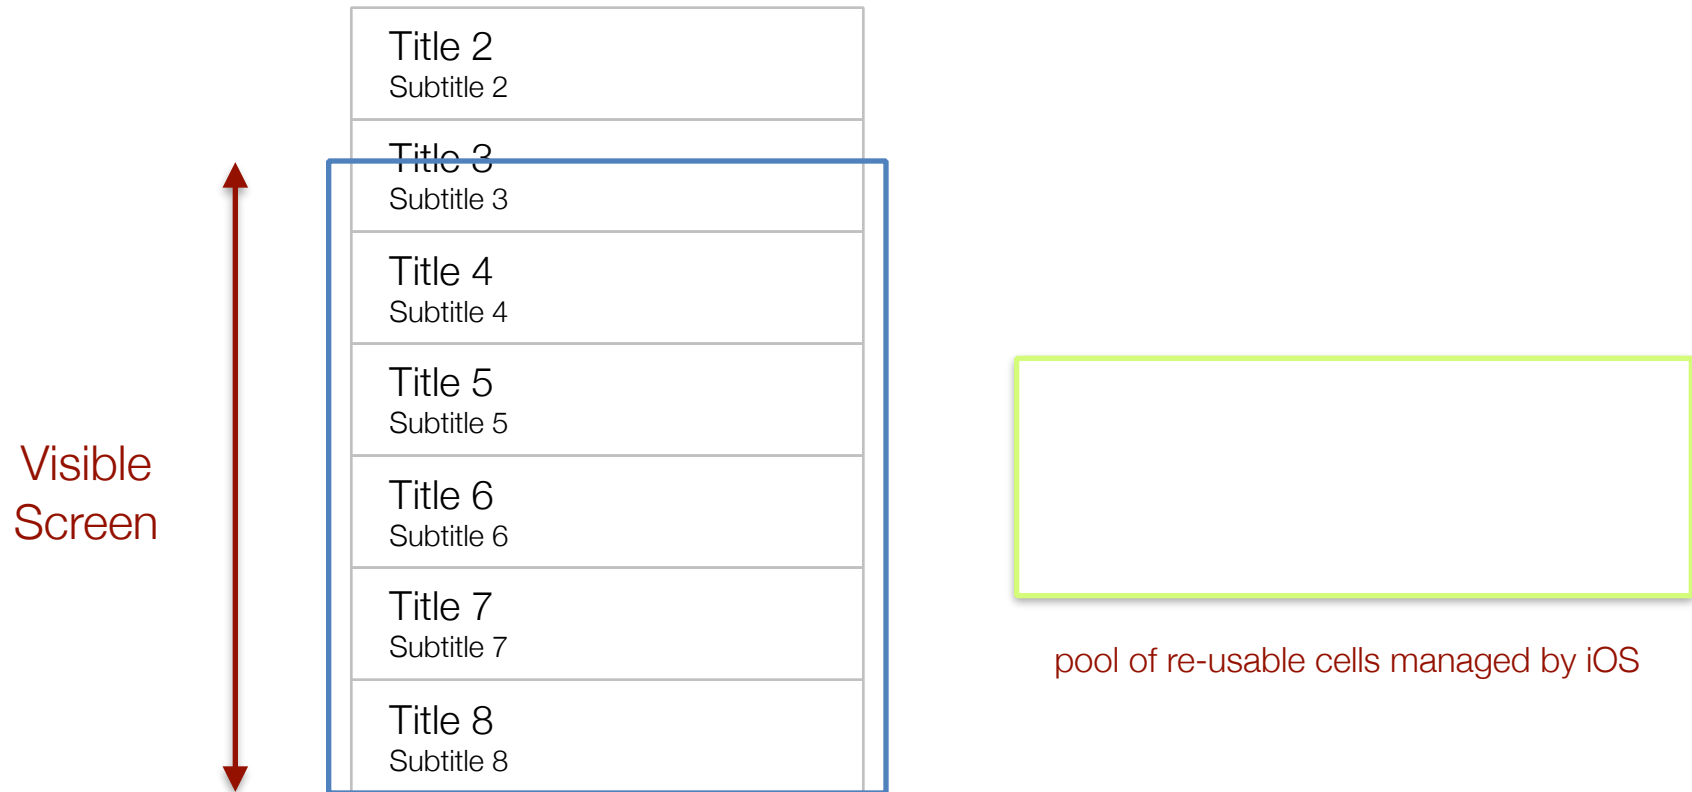 Title 2
Subtitle 2
Title 3
Subtitle 3
Title 4
Subtitle 4
Title 5
Subtitle 5
Visible
Screen
Title 6
Subtitle 6
Title 7
Subtitle 7
pool of re-usable cells managed by iOS
Title 8
Subtitle 8